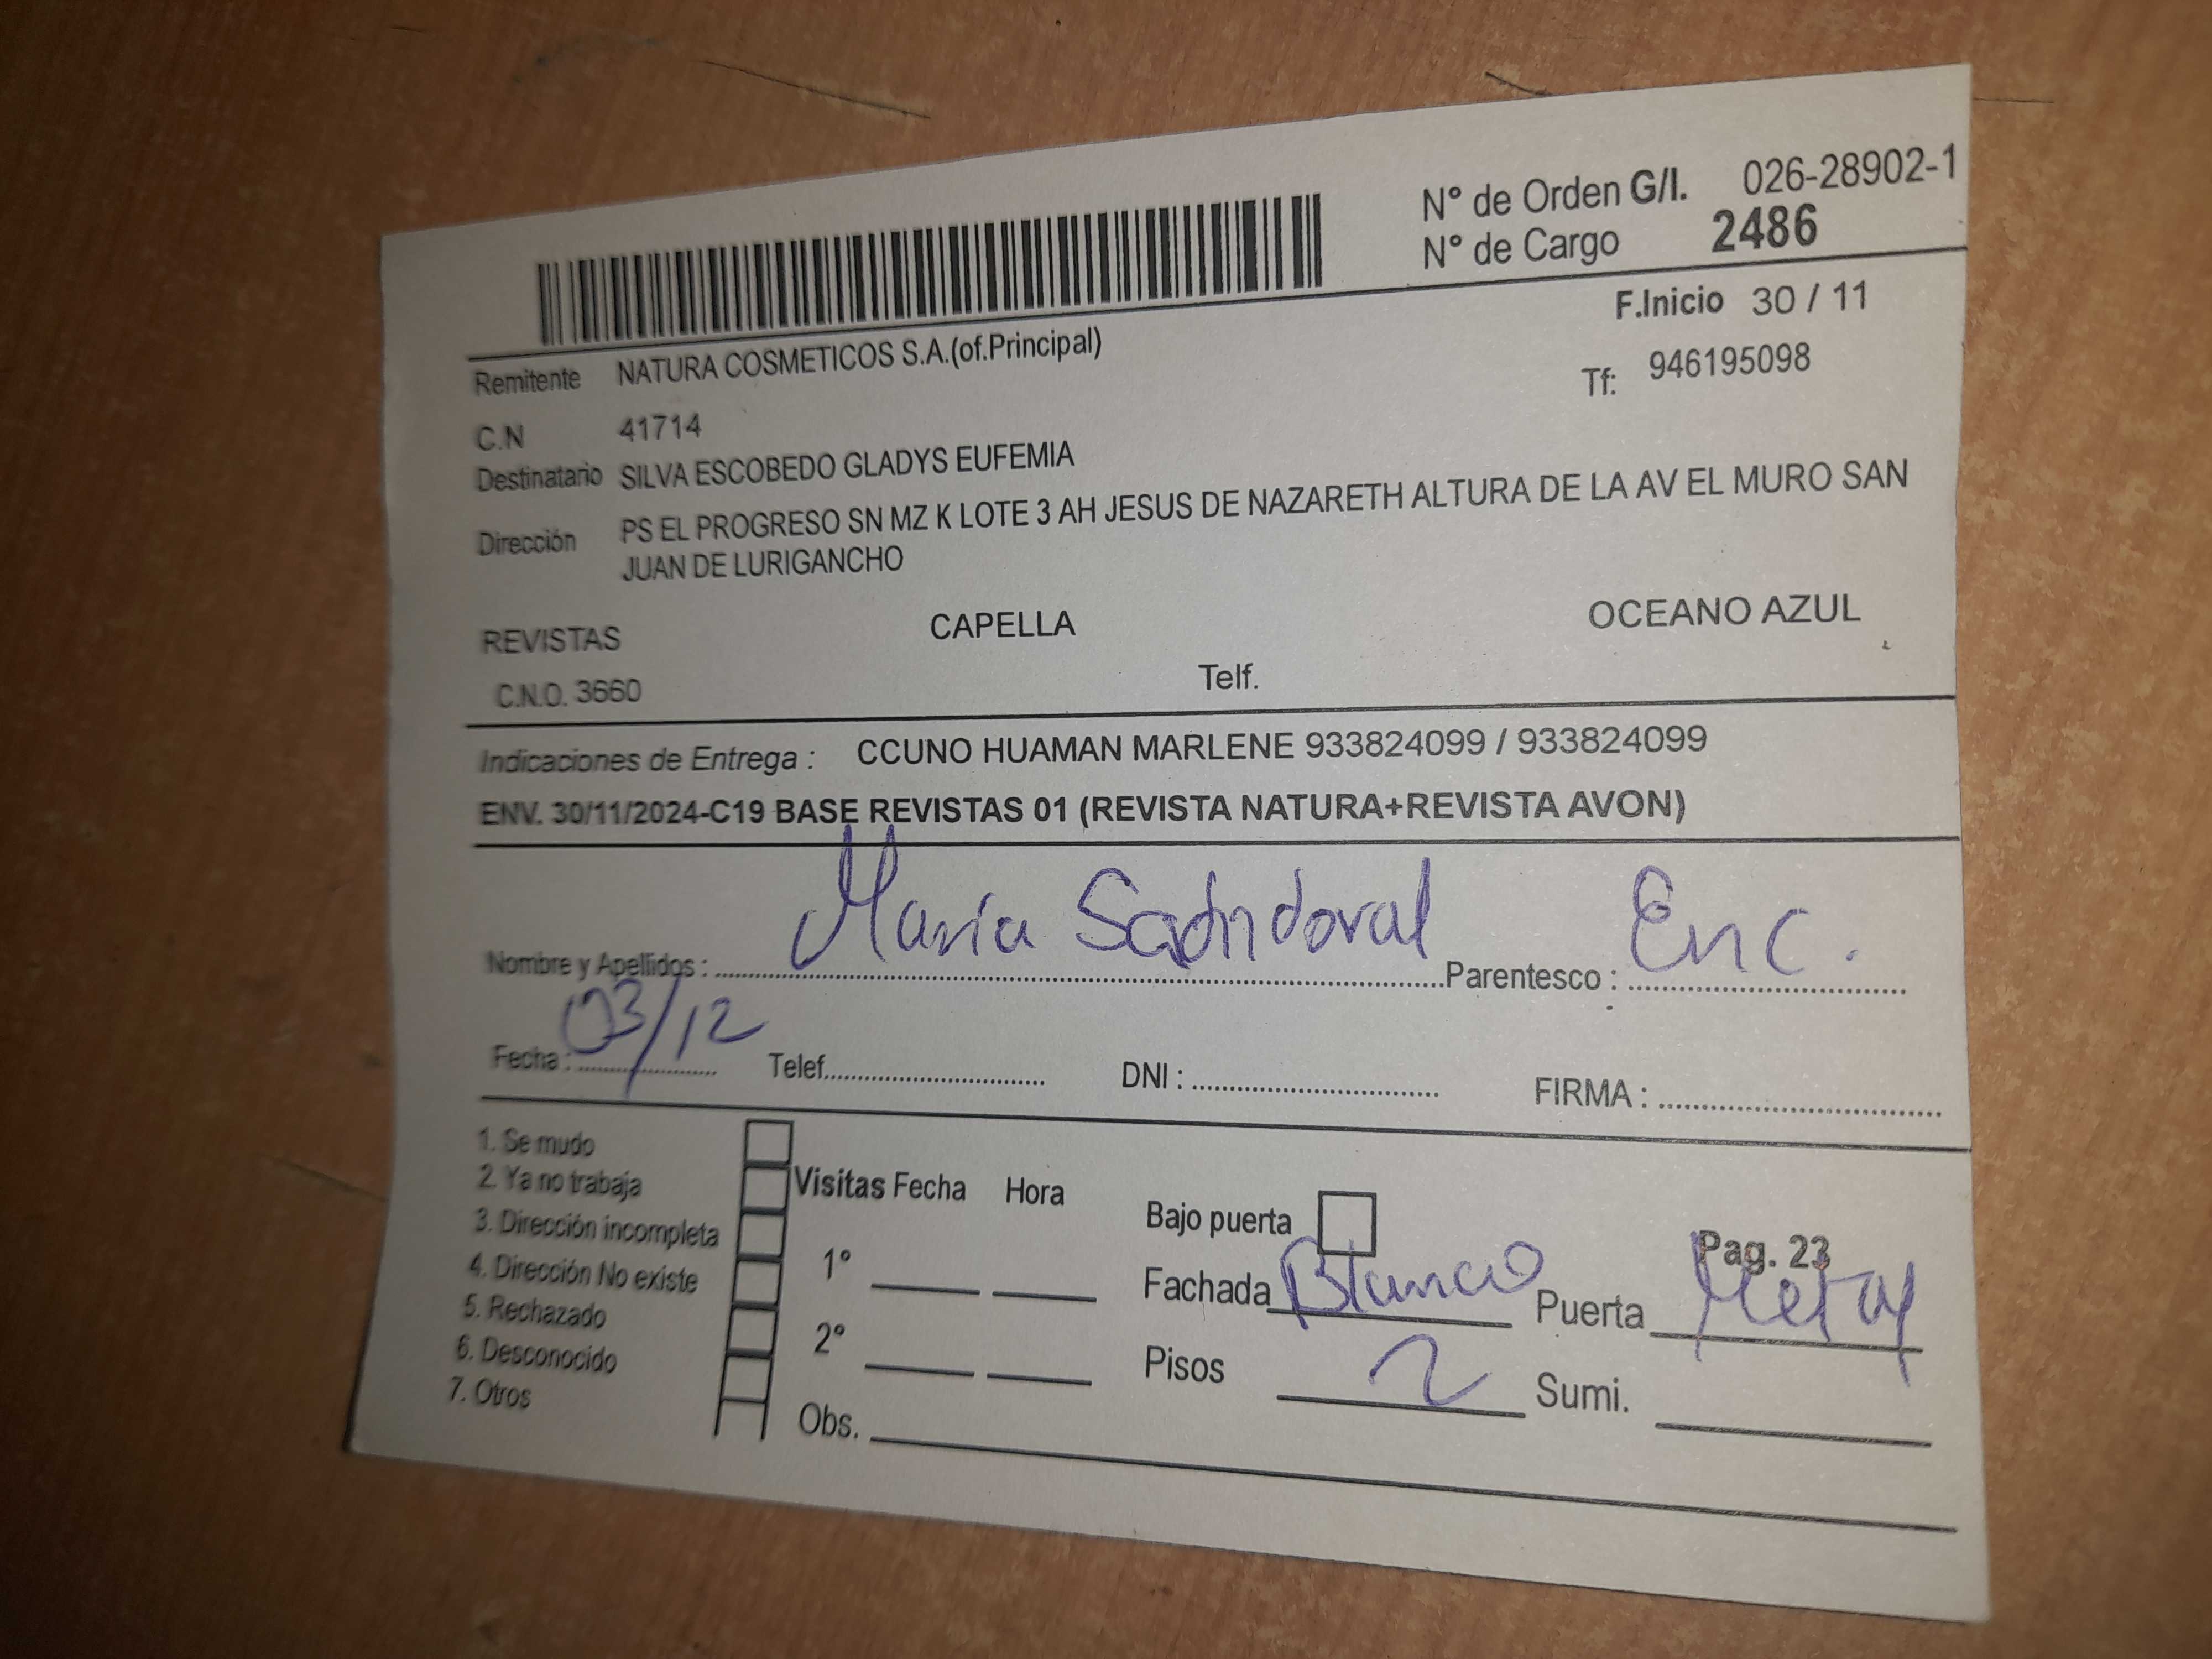 N° de Orden G/I. 026-28902-1
N° de Cargo 2486
F.Inicio 30 / 11
Remitente NATURA COSMETICOS S.A.(of.Principal)
Tf: 946195098
C.N 41714
Destinatario SILVA ESCOBEDO GLADYS EUFEMIA
Dirección PS EL PROGRESO SN MZ K LOTE 3 AH JESUS DE NAZARETH ALTURA DE LA AV EL MURO SAN
JUAN DE LURIGANCHO
REVISTAS CAPELLA OCEANO AZUL
C.N.O. 3660 Telf.
Indicaciones de Entrega : CCUNO HUAMAN MARLENE 933824099 / 933824099
ENV. 30/11/2024-C19 BASE REVISTAS 01 (REVISTA NATURA+REVISTA AVON)
Nombre y Apellidos : María Sandoval Parentesco : Enc.
Fecha : 03/12 Telef. DNI : FIRMA :
1. Se mudo
2. Ya no trabaja
3. Dirección incompleta
4. Dirección No existe
5. Rechazado
6. Desconocido
7. Otros
Visitas Fecha Hora
1°
2°
Obs.
Bajo puerta
Pag. 23
Fachada Blanco Puerta Metal
Pisos 2 Sumi.